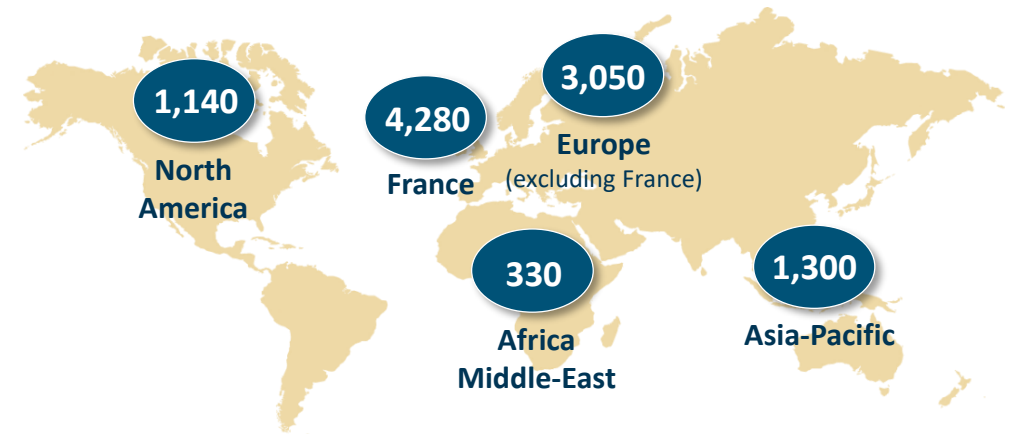 1,140
North
America
4,280
France
3,050
Europe
(excluding France)
330
Africa
Middle-East
1,300
Asia-Pacific